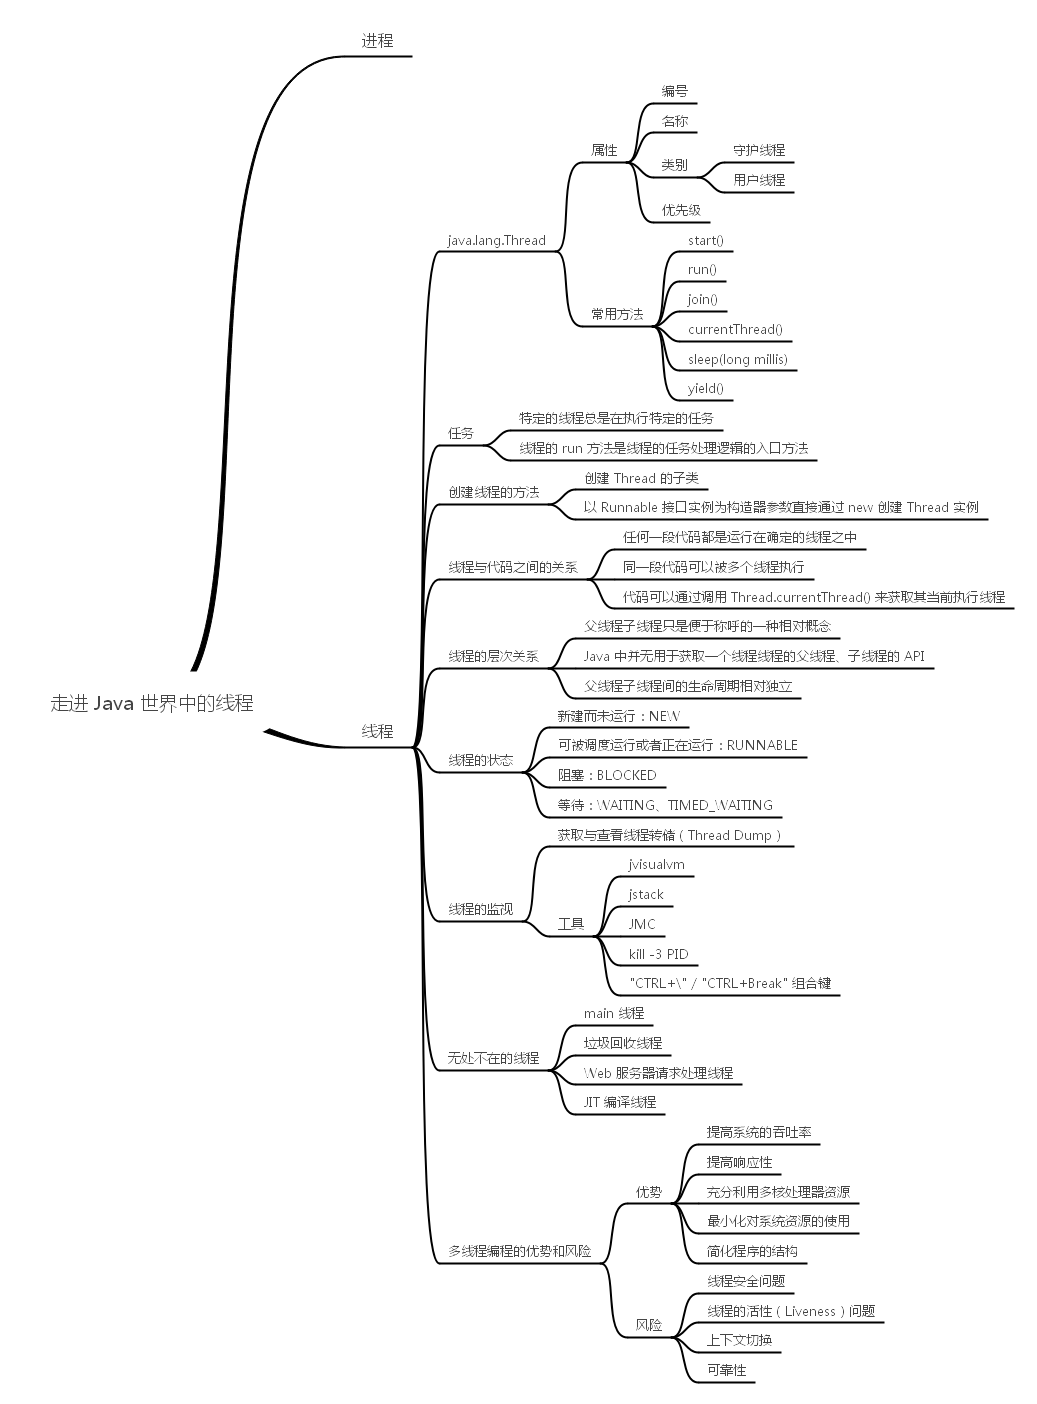 进程
编号
名称
属性
类别
守护线程
用户线程
优先级
java.lang.Thread
start()
run()
join()
常用方法
currentThread()
sleep(long millis)
yield()
任务
特定的线程总是在执行特定的任务
线程的 run 方法是线程的任务处理逻辑的入口方法
创建线程的方法
创建 Thread 的子类
以 Runnable 接口实例为构造器参数直接通过 new 创建 Thread 实例
线程与代码之间的关系
任何一段代码都是运行在确定的线程之中
同一段代码可以被多个线程执行
代码可以通过调用 Thread.currentThread() 来获取其当前执行线程
线程的层次关系
父线程子线程只是便于称呼的一种相对概念
Java 中并无用于获取一个线程线程的父线程、子线程的 API
父线程子线程间的生命周期相对独立
走进 Java 世界中的线程
线程
线程的状态
新建而未运行：NEW
可被调度运行或者正在运行：RUNNABLE
阻塞：BLOCKED
等待：WAITING、TIMED_WAITING
线程的监视
获取与查看线程转储（Thread Dump）
工具
jvisualvm
jstack
JMC
kill -3 PID
"CTRL+\" / "CTRL+Break" 组合键
无处不在的线程
main 线程
垃圾回收线程
Web 服务器请求处理线程
JIT 编译线程
多线程编程的优势和风险
优势
提高系统的吞吐率
提高响应性
充分利用多核处理器资源
最小化对系统资源的使用
简化程序的结构
风险
线程安全问题
线程的活性（Liveness）问题
上下文切换
可靠性